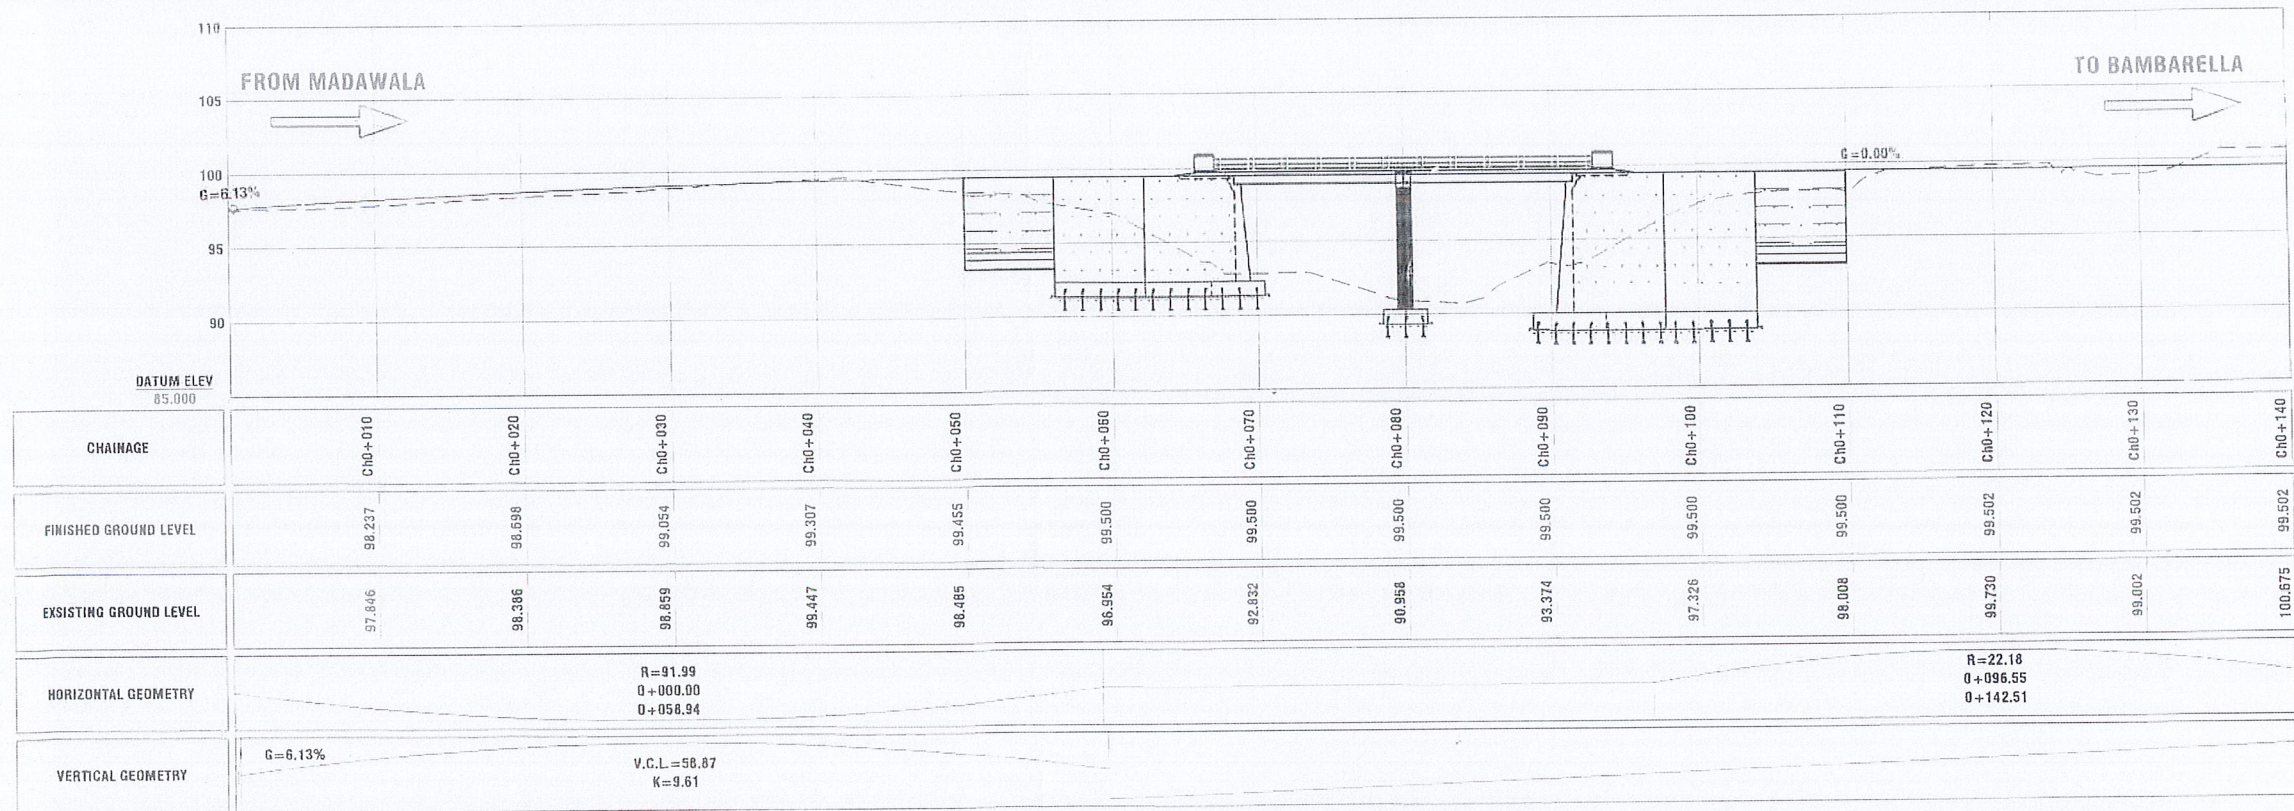 110
FROM MADAWALA
TO BAMBARELLA
105
G=0.00%
100
G=6.13%
95
90
DATUM ELEV
85.000
CHAINAGE
Ch0+010
Ch0+020
Ch0+030
Ch0+040
Ch0+050
Ch0+060
Ch0+070
Ch0+080
Ch0+090
Ch0+100
Ch0+110
Ch0+120
Ch0+130
Ch0+140
FINISHED GROUND LEVEL
98.237
98.698
99.054
99.307
99.455
99.500
99.500
99.500
99.500
99.500
99.500
99.502
99.502
99.502
EXSISTING GROUND LEVEL
97.846
98.386
98.859
99.447
98.485
96.954
92.832
90.958
93.374
97.326
98.008
99.730
99.002
100.675
HORIZONTAL GEOMETRY
R=91.99
0+000.00
0+058.94
R=22.18
0+096.55
0+142.51
VERTICAL GEOMETRY
G=6.13%
V.C.L.=58.87
K=9.61